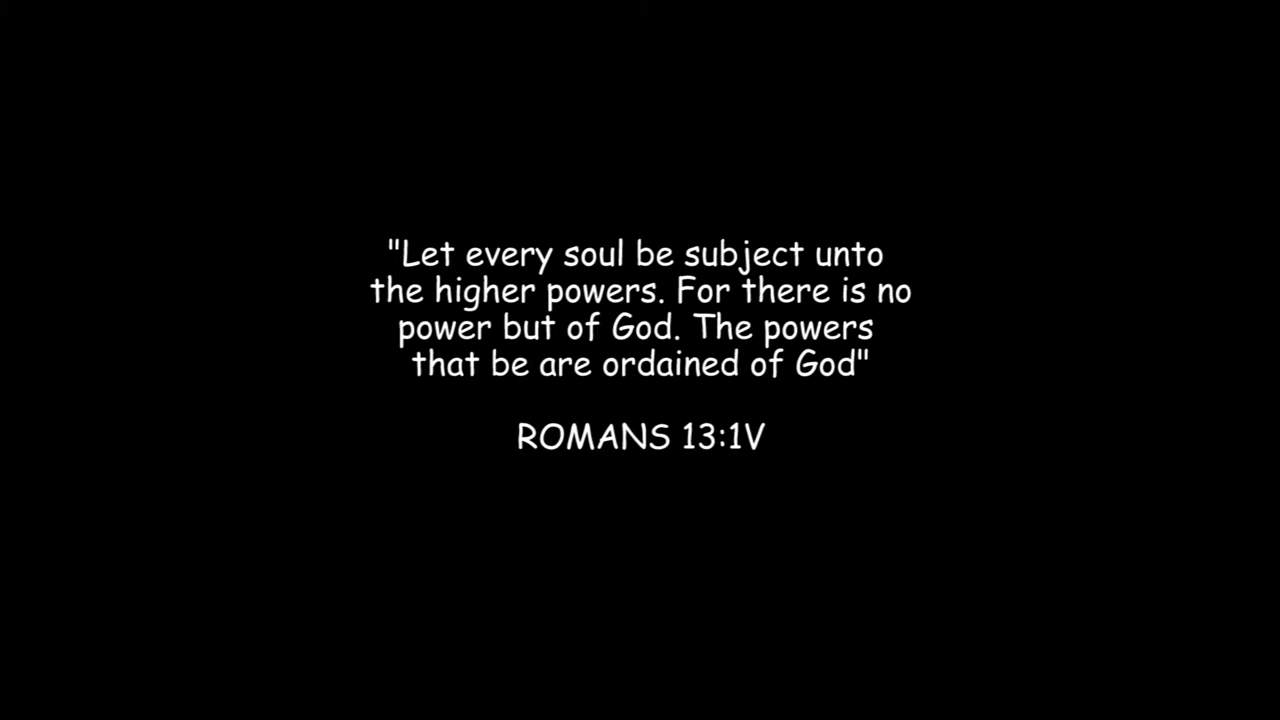 "Let every soul be subject unto
the higher powers. For there is no
power but of God. The powers
that be are ordained of God"
ROMANS 13:1V